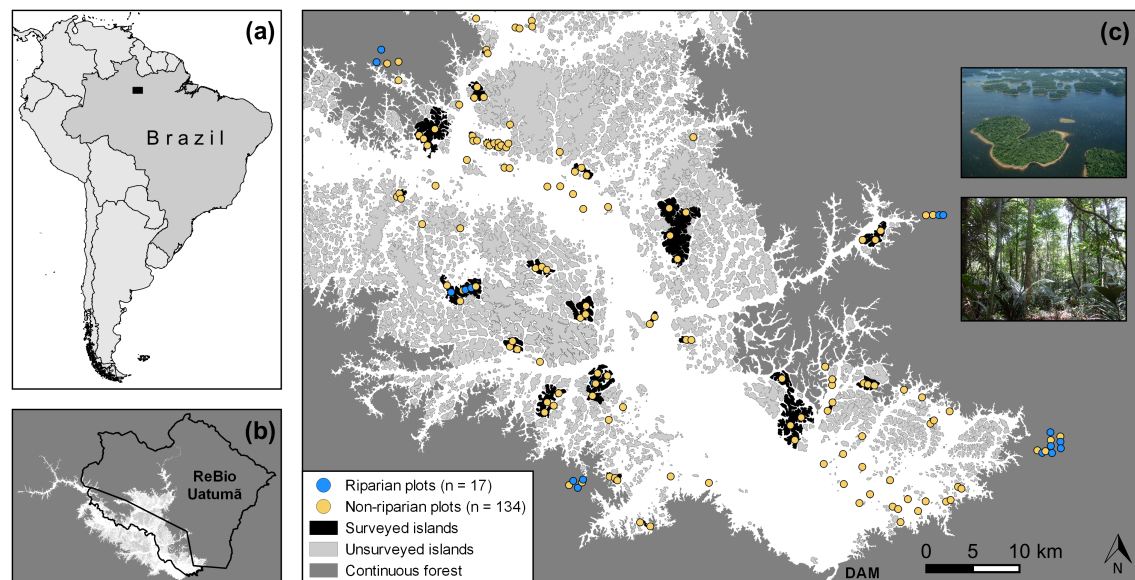 (a)
Brazil
(b)
ReBio
Uatumã
(c)
Riparian plots (n = 17)
Non-riparian plots (n = 134)
Surveyed islands
Unsurveyed islands
Continuous forest
DAM
0 5 10 km
N